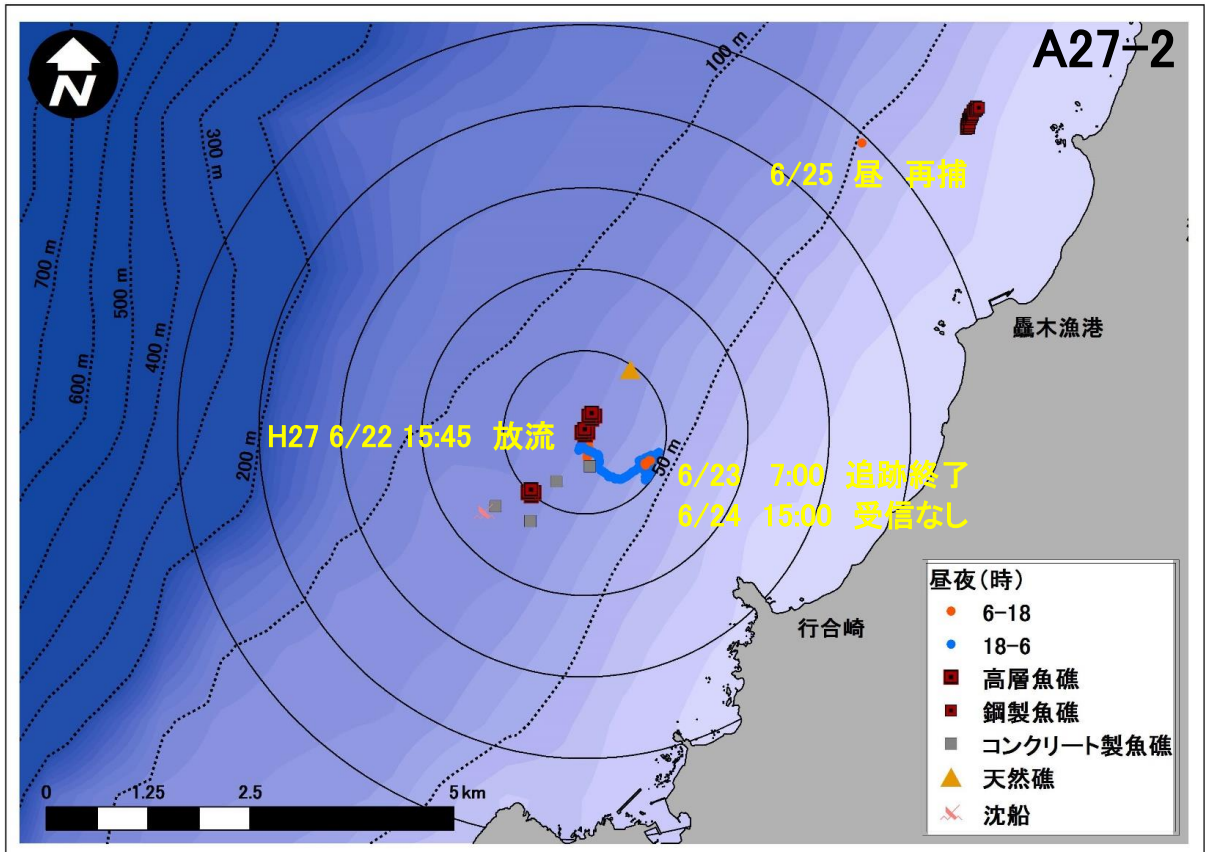 A27-2
N
100 m
300 m
700 m
500 m
400 m
600 m
200 m
50 m
6/25 昼 再捕
驫木漁港
H27 6/22 15:45 放流
6/23 7:00 追跡終了
6/24 15:00 受信なし
行合崎
昼夜(時)
6-18
18-6
高層魚礁
鋼製魚礁
コンクリート製魚礁
天然礁
沈船
0 1.25 2.5 5 km